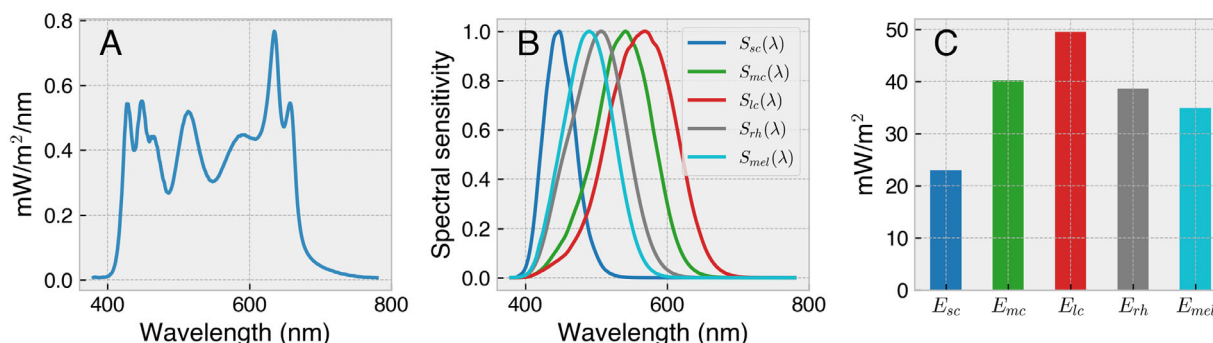 A
mW/m²/nm
0.8
0.6
0.4
0.2
0.0
400 600 800
Wavelength (nm)
B
Spectral sensitivity
1.0
0.8
0.6
0.4
0.2
0.0
S_sc(λ)
S_mc(λ)
S_lc(λ)
S_rh(λ)
S_mel(λ)
400 600 800
Wavelength (nm)
C
mW/m²
50
40
30
20
10
0
E_sc E_mc E_lc E_rh E_mel